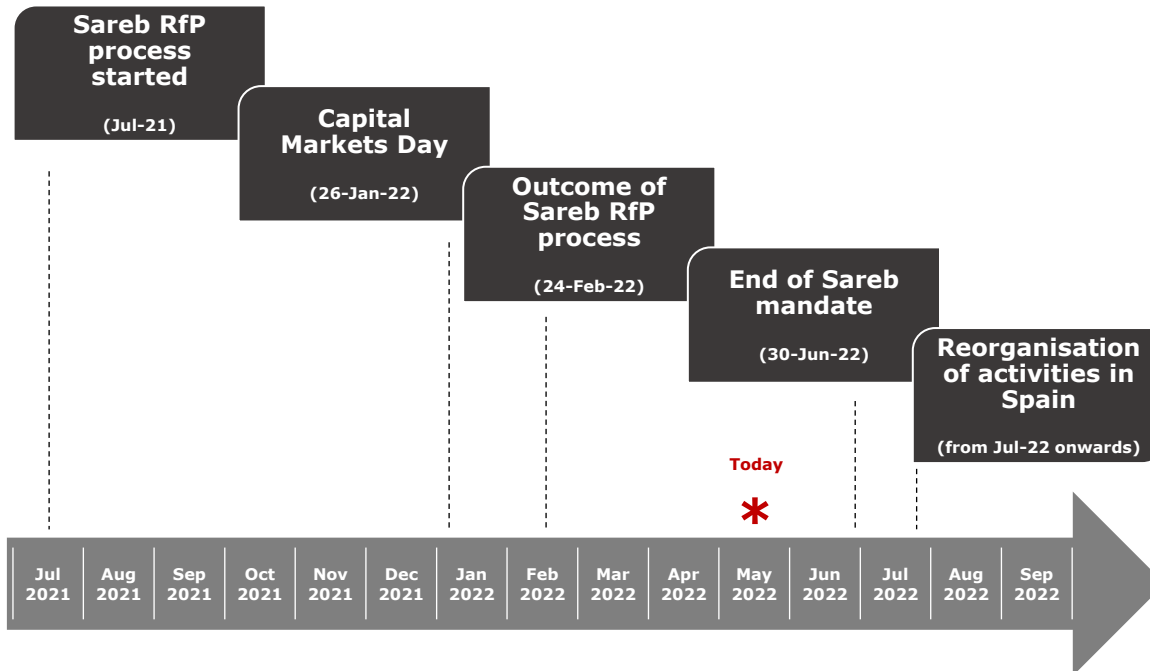 Sareb RfP
process
started
(Jul-21)
Capital
Markets Day
(26-Jan-22)
Outcome of
Sareb RfP
process
(24-Feb-22)
End of Sareb
mandate
(30-Jun-22)
Reorganisation
of activities in
Spain
(from Jul-22 onwards)
Today
*
Jul Aug Sep Oct Nov Dec Jan Feb Mar Apr May Jun Jul Aug Sep
2021 2021 2021 2021 2021 2021 2022 2022 2022 2022 2022 2022 2022 2022 2022